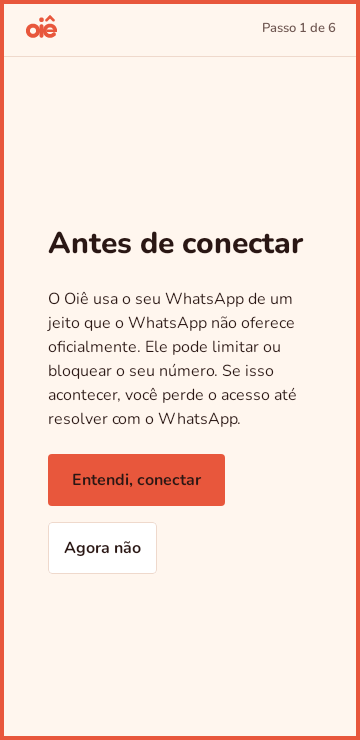 oiê
Passo 1 de 6
Antes de conectar
O Oiê usa o seu WhatsApp de um
jeito que o WhatsApp não oferece
oficialmente. Ele pode limitar ou
bloquear o seu número. Se isso
acontecer, você perde o acesso até
resolver com o WhatsApp.
Entendi, conectar
Agora não